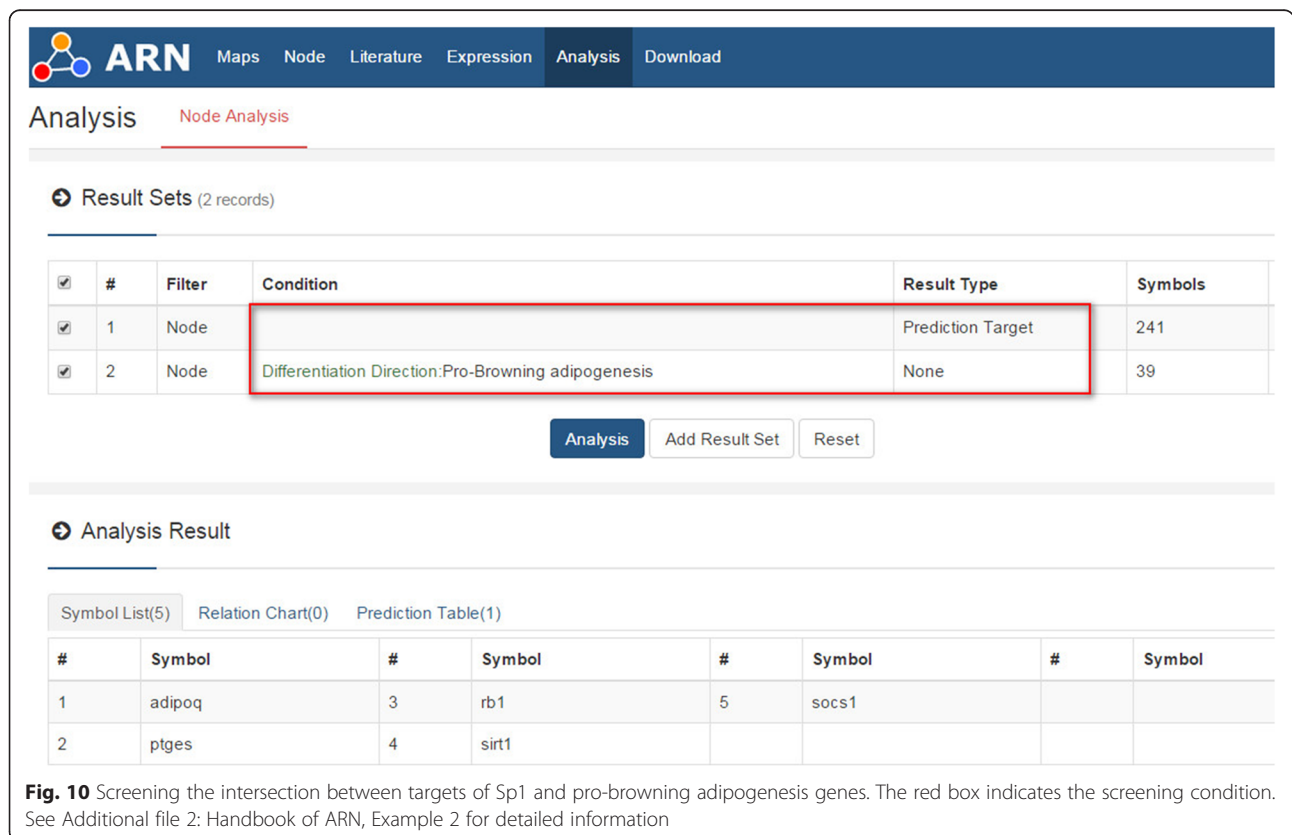 ARN Maps Node Literature Expression Analysis Download
Analysis Node Analysis
Result Sets (2 records)
# Filter Condition Result Type Symbols
1 Node Prediction Target 241
2 Node Differentiation Direction:Pro-Browning adipogenesis None 39
Analysis Add Result Set Reset
Analysis Result
Symbol List(5) Relation Chart(0) Prediction Table(1)
# Symbol # Symbol # Symbol # Symbol
1 adipoq 3 rb1 5 socs1
2 ptges 4 sirt1
Fig. 10 Screening the intersection between targets of Sp1 and pro-browning adipogenesis genes. The red box indicates the screening condition.
See Additional file 2: Handbook of ARN, Example 2 for detailed information